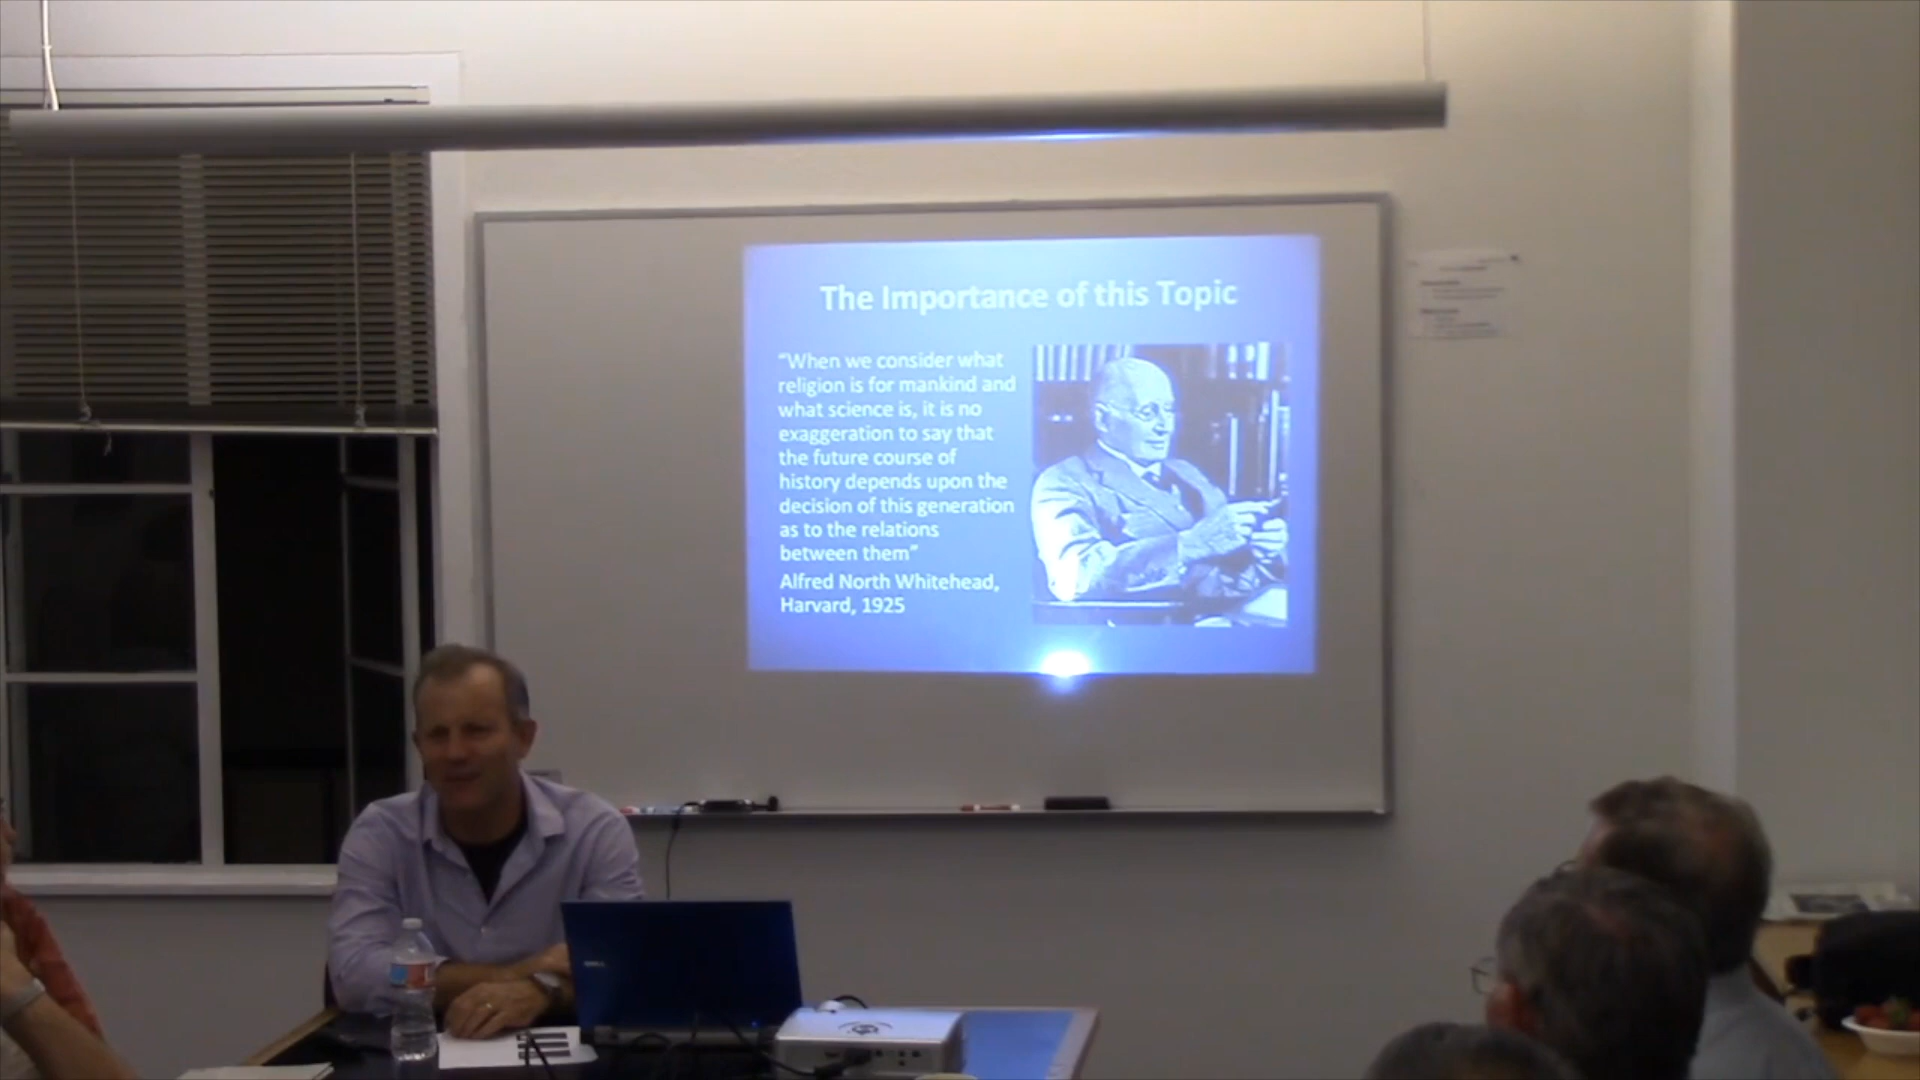 The Importance of this Topic
“When we consider what
religion is for mankind and
what science is, it is no
exaggeration to say that
the future course of
history depends upon the
decision of this generation
as to the relations
between them”
Alfred North Whitehead,
Harvard, 1925